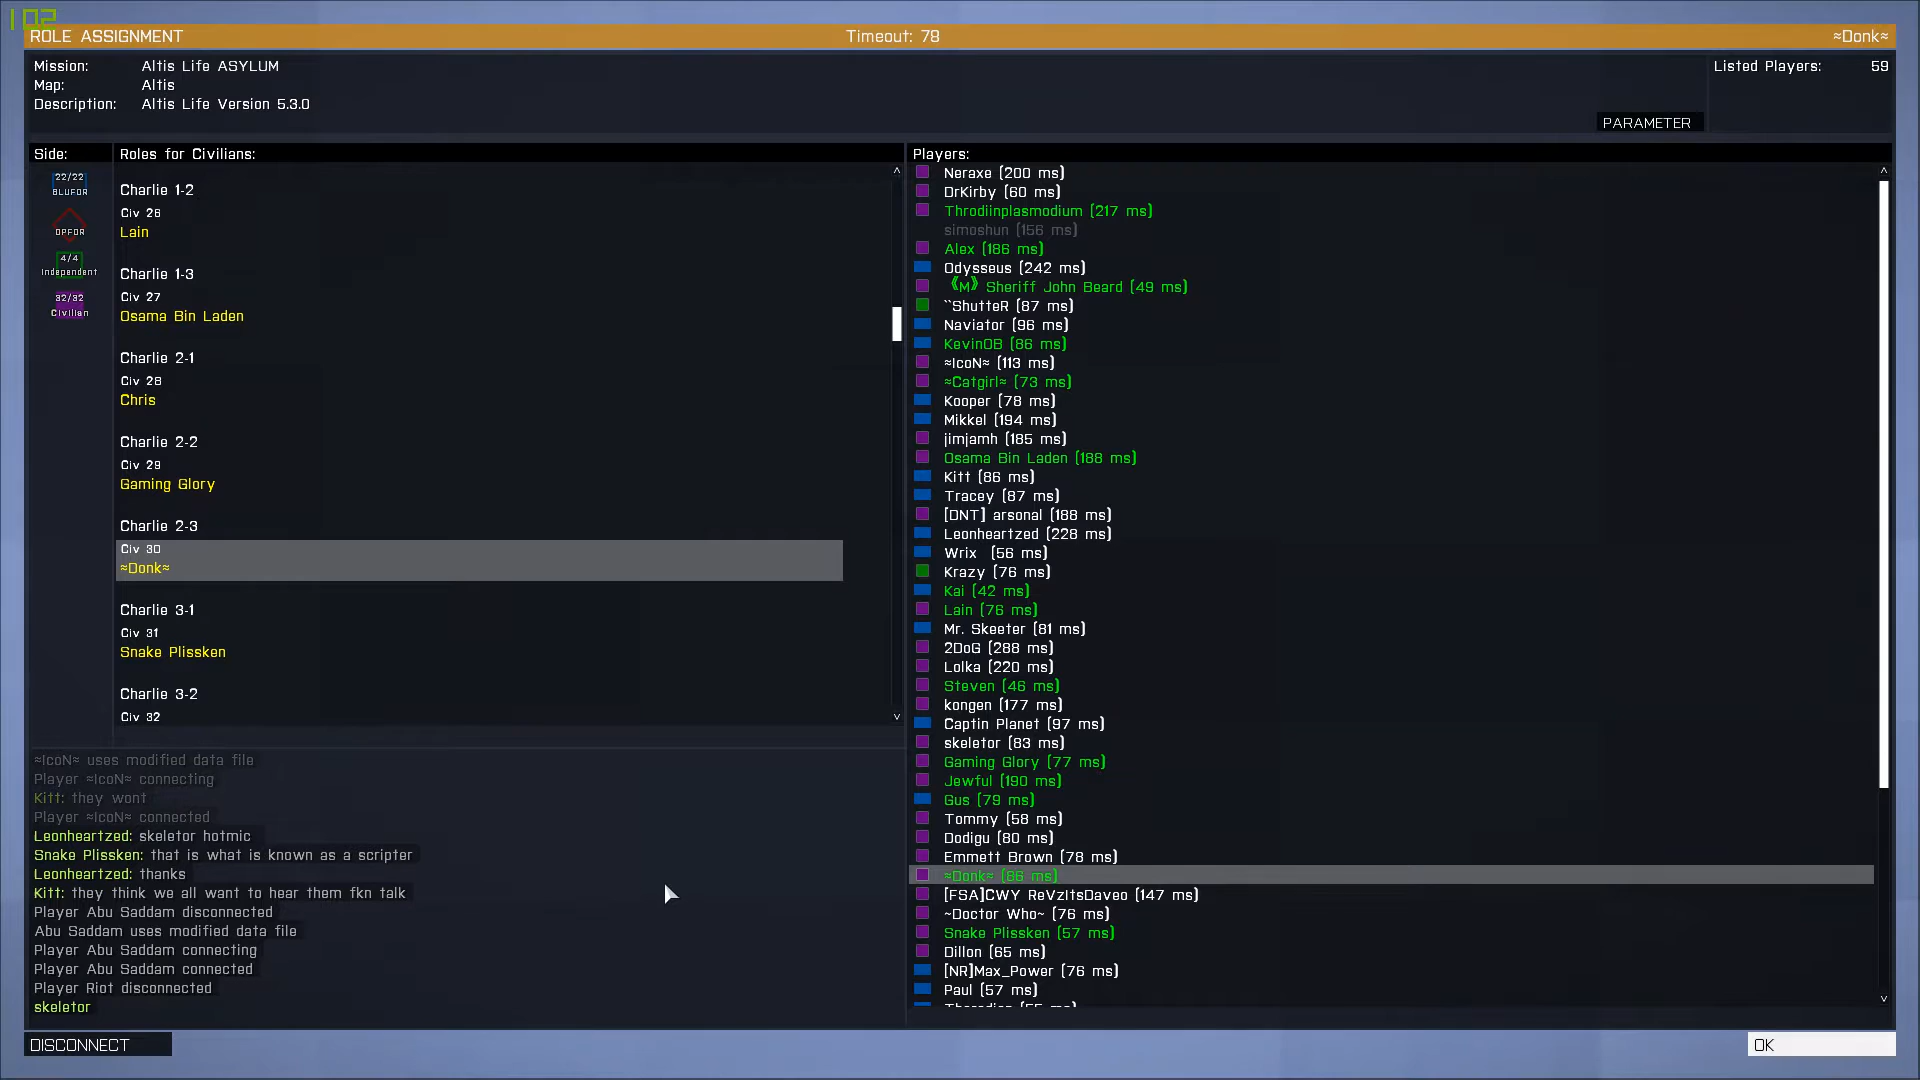 102
ROLE ASSIGNMENT
Timeout: 78
≈Donk≈
Mission: Altis Life ASYLUM
Map: Altis
Description: Altis Life Version 5.3.0
Listed Players: 59
PARAMETER
Side:
22/22
BLUFOR
OPFOR
4/4
Independent
32/32
Civilian
Roles for Civilians:
Charlie 1-2
Civ 26
Lain
Charlie 1-3
Civ 27
Osama Bin Laden
Charlie 2-1
Civ 28
Chris
Charlie 2-2
Civ 29
Gaming Glory
Charlie 2-3
Civ 30
≈Donk≈
Charlie 3-1
Civ 31
Snake Plissken
Charlie 3-2
Civ 32
Players:
Neraxe (200 ms)
DrKirby (60 ms)
Throdiinplasmodium (217 ms)
simoshun (156 ms)
Alex (186 ms)
Odysseus (242 ms)
《M》 Sheriff John Beard (49 ms)
``ShutteR (87 ms)
Naviator (96 ms)
KevinOB (86 ms)
≈IcoN≈ (113 ms)
≈Catgirl≈ (73 ms)
Kooper (78 ms)
Mikkel (194 ms)
jimjamh (185 ms)
Osama Bin Laden (188 ms)
Kitt (86 ms)
Tracey (87 ms)
[DNT] arsonal (188 ms)
Leonheartzed (228 ms)
Wrix (56 ms)
Krazy (76 ms)
Kai (42 ms)
Lain (76 ms)
Mr. Skeeter (81 ms)
2DoG (288 ms)
Lolka (220 ms)
Steven (46 ms)
kongen (177 ms)
Captin Planet (97 ms)
skeletor (83 ms)
Gaming Glory (77 ms)
Jewful (190 ms)
Gus (79 ms)
Tommy (58 ms)
Dodigu (80 ms)
Emmett Brown (78 ms)
≈Donk≈ (86 ms)
[FSA]CWY ReVzItsDaveo (147 ms)
~Doctor Who~ (76 ms)
Snake Plissken (57 ms)
Dillon (65 ms)
[NR]Max_Power (76 ms)
Paul (57 ms)
≈IcoN≈ uses modified data file
Player ≈IcoN≈ connecting
Kitt: they wont
Player ≈IcoN≈ connected
Leonheartzed: skeletor hotmic
Snake Plissken: that is what is known as a scripter
Leonheartzed: thanks
Kitt: they think we all want to hear them fkn talk
Player Abu Saddam disconnected
Abu Saddam uses modified data file
Player Abu Saddam connecting
Player Abu Saddam connected
Player Riot disconnected
skeletor
DISCONNECT
OK